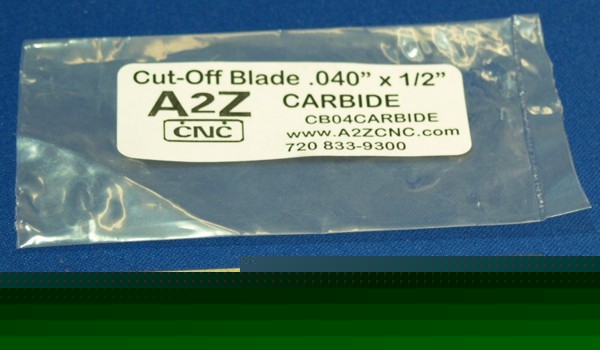 Cut-Off Blade .040" x 1/2"
A2Z CARBIDE
CNC CB04CARBIDE
www.A2ZCNC.com
720 833-9300